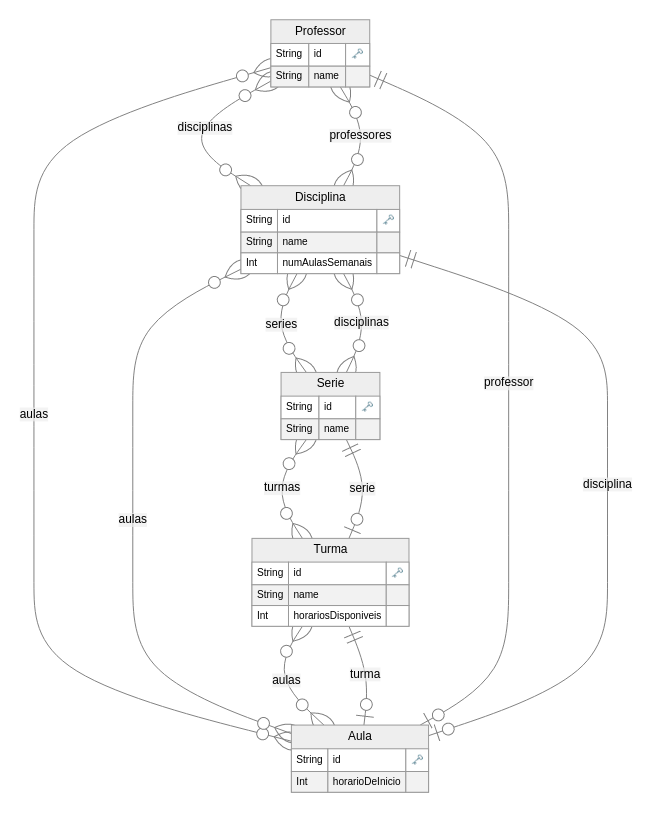 Professor
String id
String name
disciplinas
professores
Disciplina
String id
String name
Int numAulasSemanais
series
disciplinas
Serie
String id
String name
professor
aulas
turmas
serie
disciplina
aulas
Turma
String id
String name
Int horariosDisponiveis
aulas
turma
Aula
String id
Int horarioDeInicio